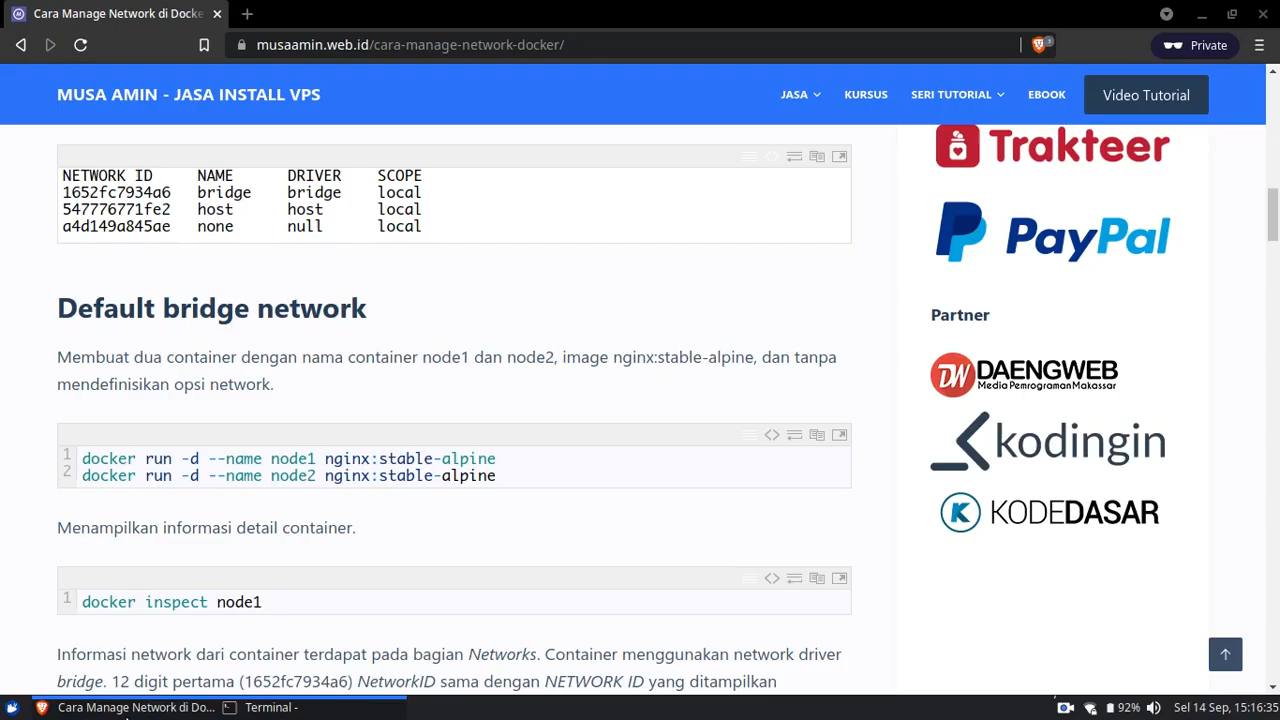 Cara Manage Network di Docke
musaamin.web.id/cara-manage-network-docker/
3
Private
MUSA AMIN - JASA INSTALL VPS
JASA
KURSUS
SERI TUTORIAL
EBOOK
Video Tutorial
NETWORK ID NAME DRIVER SCOPE
1652fc7934a6 bridge bridge local
547776771fe2 host host local
a4d149a845ae none null local
Default bridge network
Membuat dua container dengan nama container node1 dan node2, image nginx:stable-alpine, dan tanpa
mendefinisikan opsi network.
1 docker run -d --name node1 nginx:stable-alpine
2 docker run -d --name node2 nginx:stable-alpine
Menampilkan informasi detail container.
1 docker inspect node1
Informasi network dari container terdapat pada bagian Networks. Container menggunakan network driver
bridge. 12 digit pertama (1652fc7934a6) NetworkID sama dengan NETWORK ID yang ditampilkan
Trakteer
PayPal
Partner
DW DAENGWEB
Media Pemrograman Makassar
kodingin
K KODEDASAR
Cara Manage Network di Do...
Terminal -
92%
Sel 14 Sep, 15:16:35